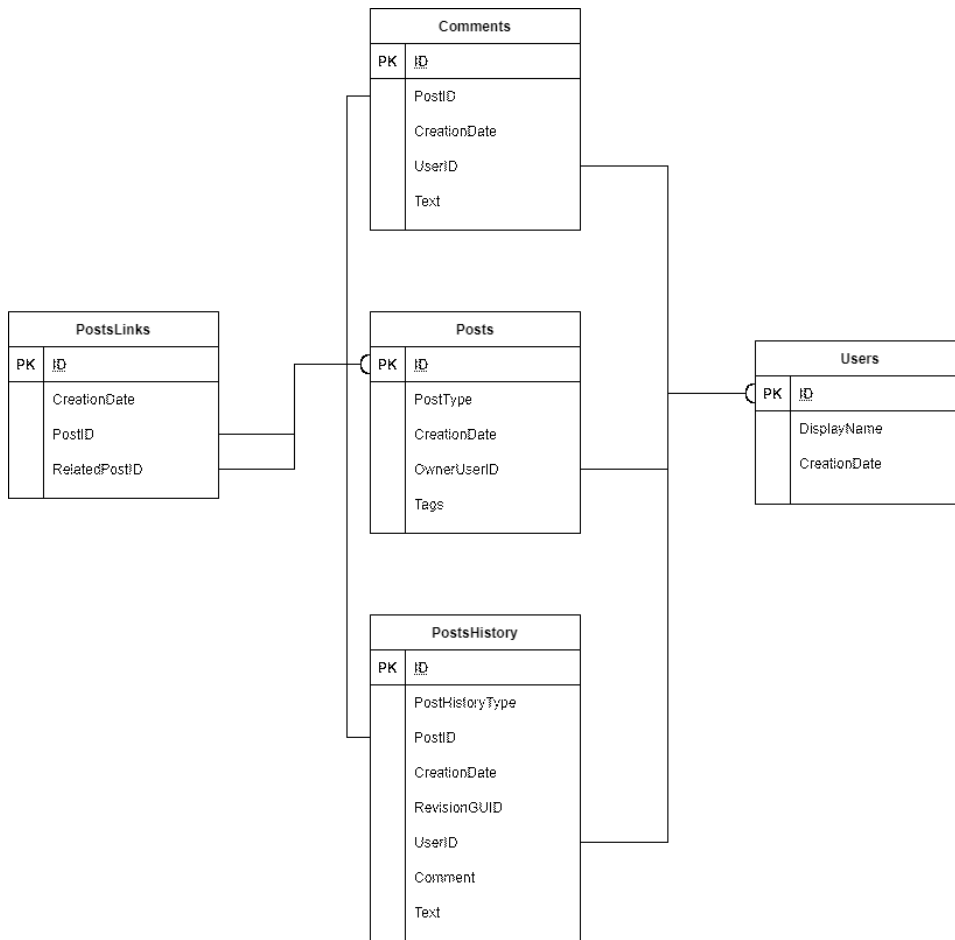 Comments
PK ID
PostID
CreationDate
UserID
Text
PostsLinks
PK ID
CreationDate
PostID
RelatedPostID
Posts
PK ID
PostType
CreationDate
OwnerUserID
Tags
Users
PK ID
DisplayName
CreationDate
PostsHistory
PK ID
PostHistoryType
PostID
CreationDate
RevisionGUID
UserID
Comment
Text